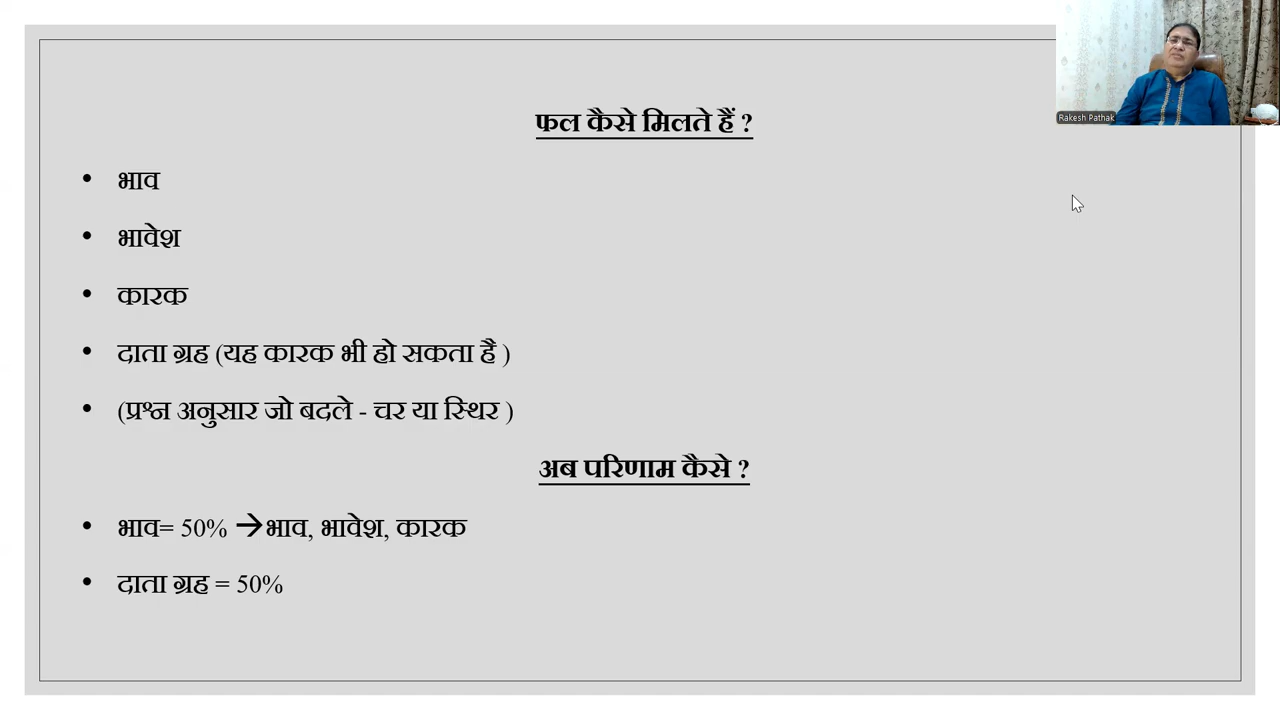 Rakesh Pathak
फल कैसे मिलते हैं ?
• भाव
• भावेश
• कारक
• दाता ग्रह (यह कारक भी हो सकता है )
• (प्रश्न अनुसार जो बदले - चर या स्थिर )
अब परिणाम कैसे ?
• भाव= 50% →भाव, भावेश, कारक
• दाता ग्रह = 50%